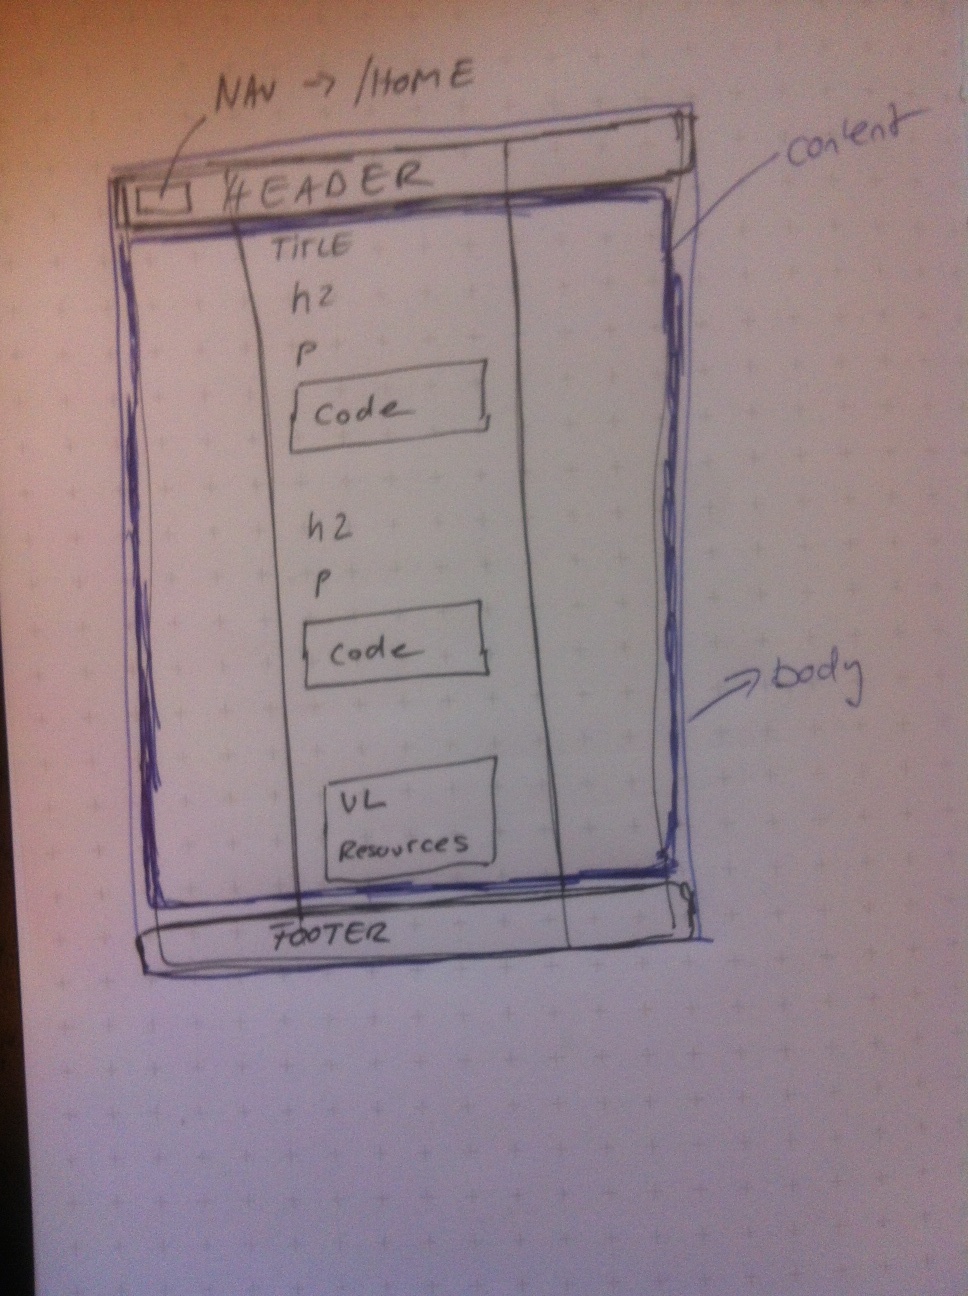 NAV → /HOME
content
HEADER
TITLE
h2
P
Code
h2
P
Code
body
UL
Resources
FOOTER